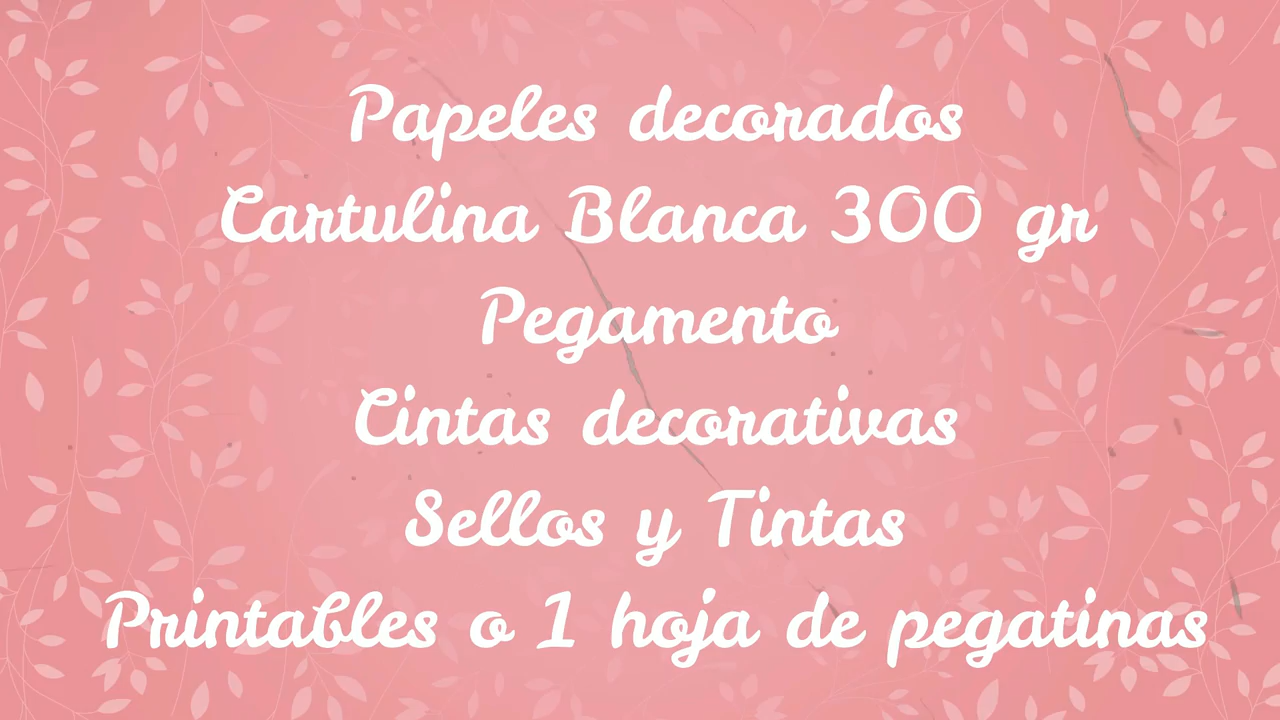 Papeles decorados
Cartulina Blanca 300 gr
Pegamento
Cintas decorativas
Sellos y Tintas
Printables o 1 hoja de pegatinas